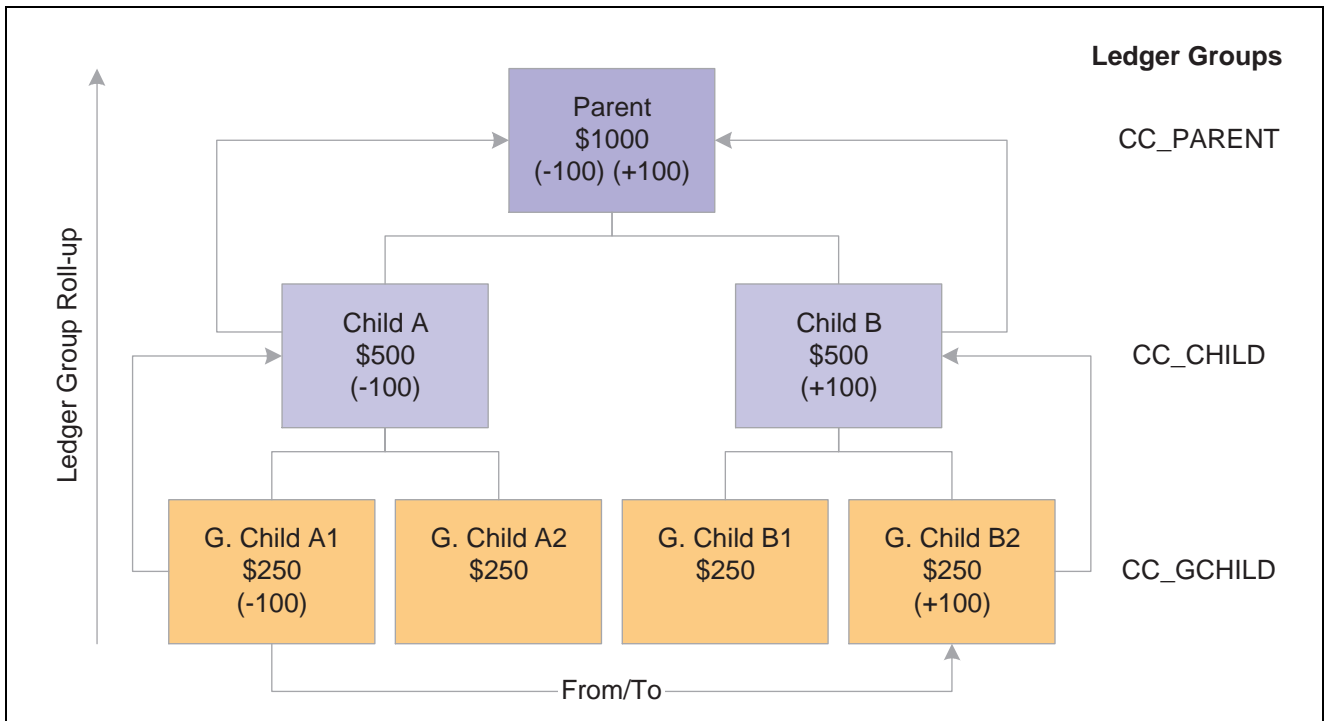 Ledger Groups
Parent
$1000
(-100) (+100)
CC_PARENT
Ledger Group Roll-up
Child A
$500
(-100)
Child B
$500
(+100)
CC_CHILD
G. Child A1
$250
(-100)
G. Child A2
$250
G. Child B1
$250
G. Child B2
$250
(+100)
CC_GCHILD
From/To